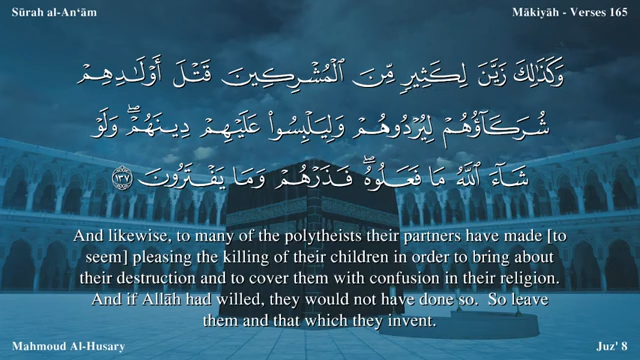 Sūrah al-An‘ām
Mākiyāh - Verses 165
وَكَذَٰلِكَ زَيَّنَ لِكَثِيرٍ مِّنَ ٱلْمُشْرِكِينَ قَتْلَ أَوْلَـٰدِهِمْ
شُرَكَآؤُهُمْ لِيُرْدُوهُمْ وَلِيَلْبِسُوا۟ عَلَيْهِمْ دِينَهُمْ ۖ وَلَوْ
شَآءَ ٱللَّهُ مَا فَعَلُوهُ ۖ فَذَرْهُمْ وَمَا يَفْتَرُونَ ١٣٧
And likewise, to many of the polytheists their partners have made [to
seem] pleasing the killing of their children in order to bring about
their destruction and to cover them with confusion in their religion.
And if Allāh had willed, they would not have done so. So leave
them and that which they invent.
Mahmoud Al-Husary
Juz' 8